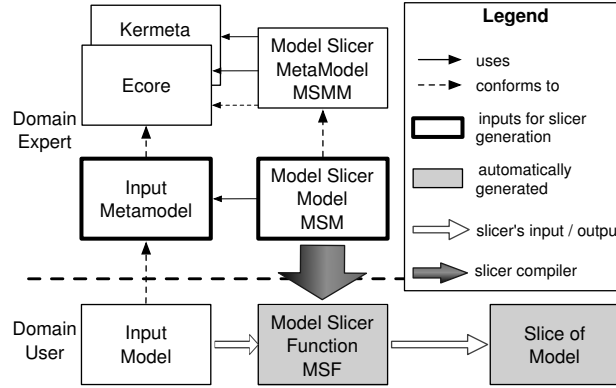 Kermeta
Ecore
Model Slicer
MetaModel
MSMM
Domain
Expert
Input
Metamodel
Model Slicer
Model
MSM
Domain
User
Input
Model
Model Slicer
Function
MSF
Slice of
Model
Legend
uses
conforms to
inputs for slicer
generation
automatically
generated
slicer's input / output
slicer compiler